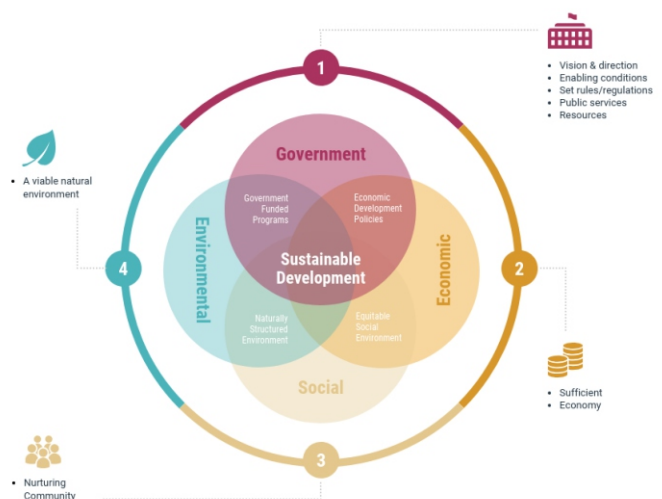 1
Vision & direction
Enabling conditions
Set rules/regulations
Public services
Resources
Government
A viable natural
environment
Government
Funded
Programs
Economic
Development
Policies
Environmental
Economic
Sustainable
Development
4
2
Naturally
Structured
Environment
Equitable
Social
Environment
Social
Sufficient
Economy
3
Nurturing
Community